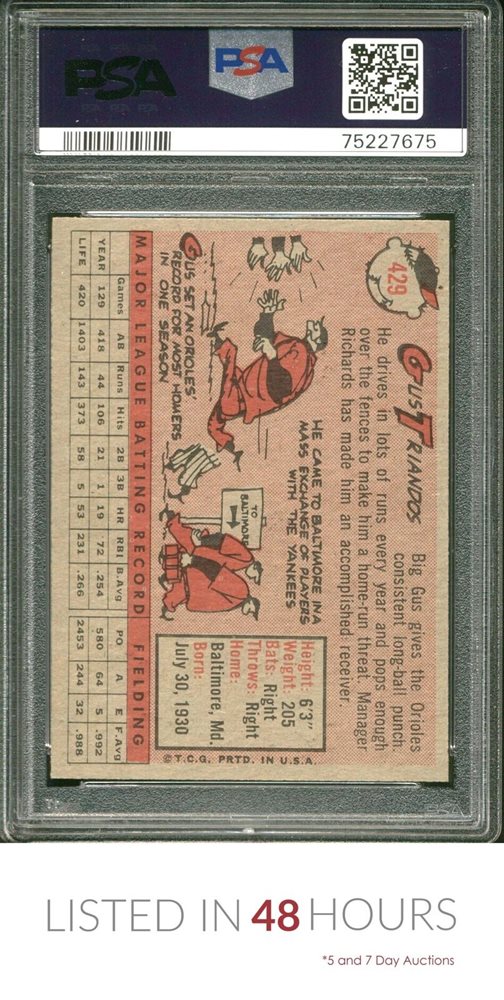 PSA
PSA
75227675
429
GUS TRIANDOS
Big Gus gives the Orioles
consistent long-ball punch.
He drives in lots of runs every year and pops enough
over the fences to make him a home-run threat. Manager
Richards has made him an accomplished receiver.
HE CAME TO BALTIMORE IN A
MASS EXCHANGE OF PLAYERS
WITH THE YANKEES
TO
BALTIMORE
GUS SET AN ORIOLES'
RECORD FOR MOST HOMERS
IN ONE SEASON
Height: 6'3"
Weight: 205
Bats: Right
Throws: Right
Home:
Baltimore, Md.
Born:
July 30, 1930
©T.C.G. PRTD. IN U.S.A.
MAJOR LEAGUE BATTING RECORD FIELDING
Games AB Runs Hits 2B 3B HR RBI B.Avg PO A E F.Avg
YEAR 129 418 44 106 21 1 19 72 .254 580 64 5 .992
LIFE 420 1403 143 373 58 5 53 231 .266 2453 244 32 .988
LISTED IN 48 HOURS
*5 and 7 Day Auctions